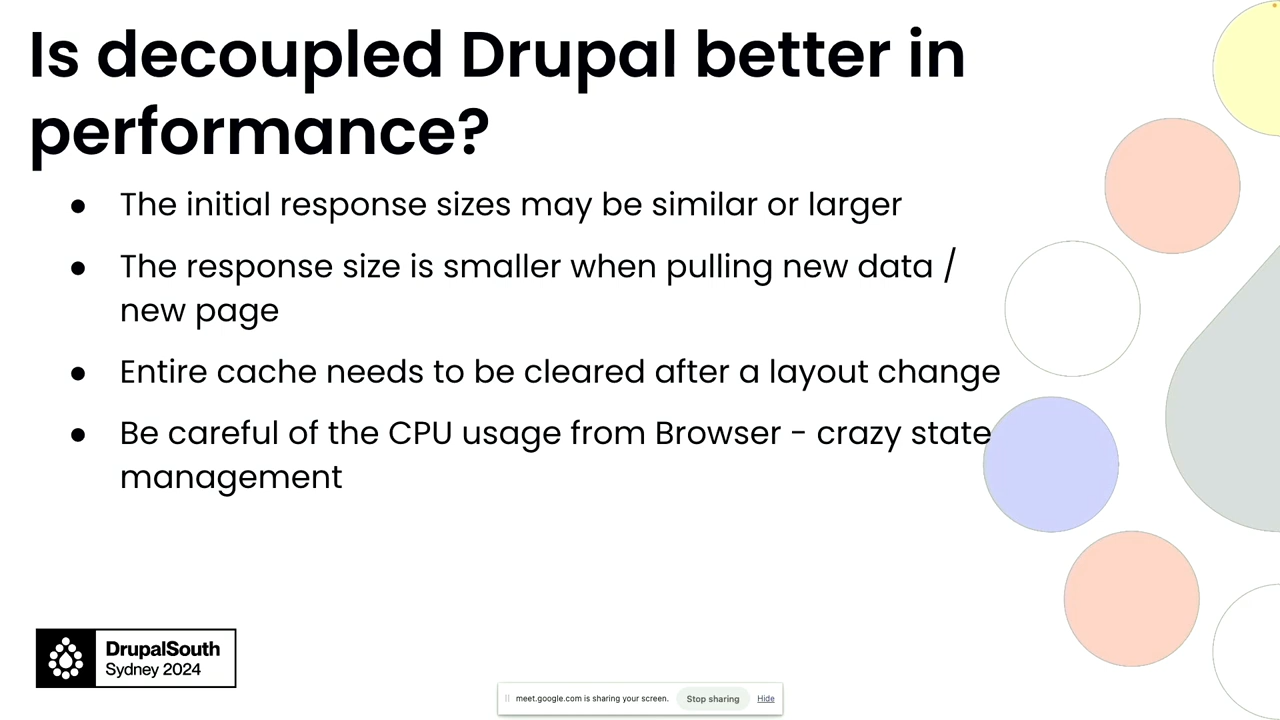 Is decoupled Drupal better in
performance?
● The initial response sizes may be similar or larger
● The response size is smaller when pulling new data /
new page
● Entire cache needs to be cleared after a layout change
● Be careful of the CPU usage from Browser - crazy state
management
DrupalSouth
Sydney 2024
meet.google.com is sharing your screen. Stop sharing Hide